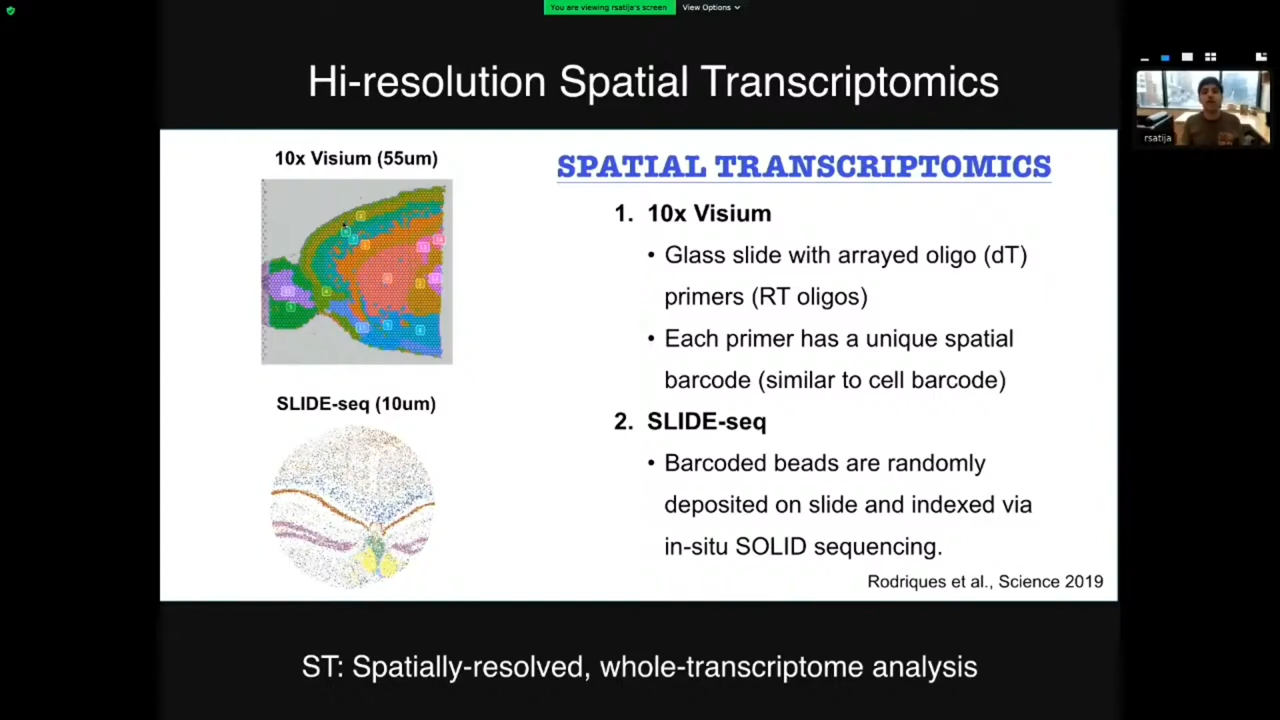 You are viewing rsatija's screen
View Options
Hi-resolution Spatial Transcriptomics
rsatija
10x Visium (55um)
SLIDE-seq (10um)
SPATIAL TRANSCRIPTOMICS
1. 10x Visium
• Glass slide with arrayed oligo (dT)
primers (RT oligos)
• Each primer has a unique spatial
barcode (similar to cell barcode)
2. SLIDE-seq
• Barcoded beads are randomly
deposited on slide and indexed via
in-situ SOLID sequencing.
Rodriques et al., Science 2019
ST: Spatially-resolved, whole-transcriptome analysis